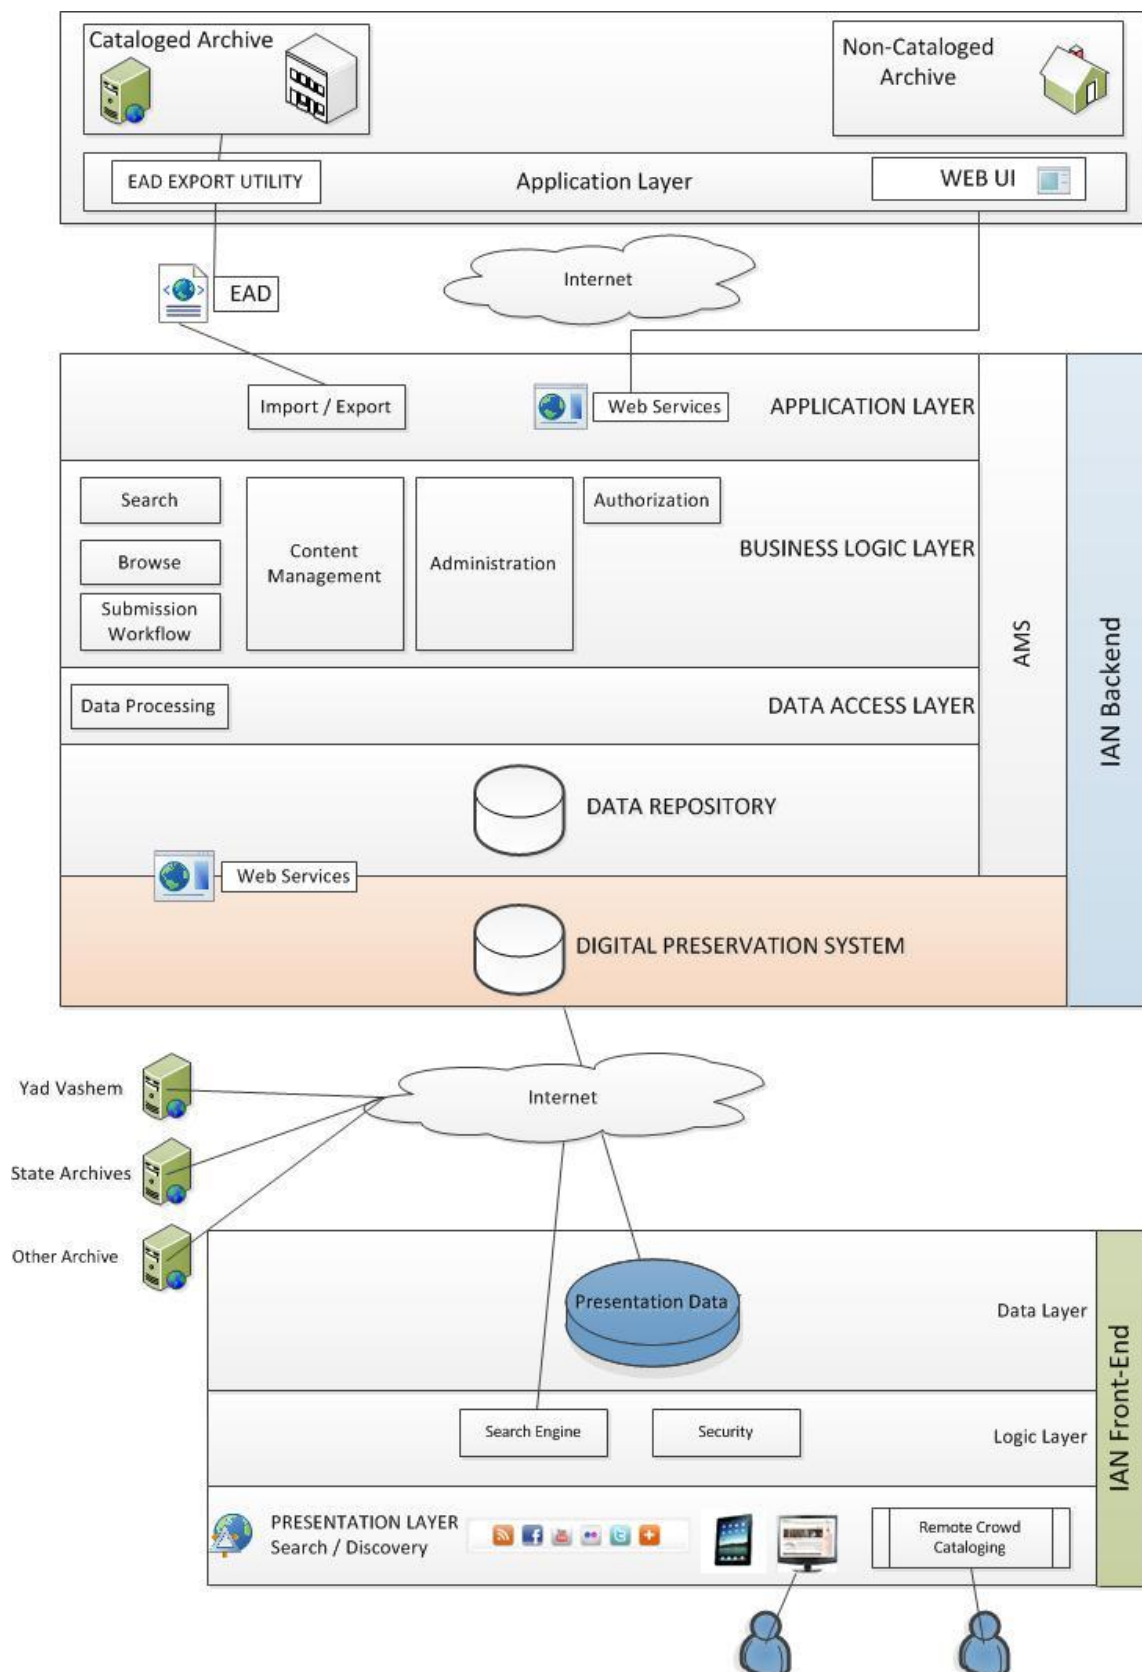 Cataloged Archive
Non-Cataloged
Archive
EAD EXPORT UTILITY
Application Layer
WEB UI
Internet
EAD
Import / Export
Web Services
APPLICATION LAYER
Search
Browse
Submission
Workflow
Content
Management
Administration
Authorization
BUSINESS LOGIC LAYER
AMS
IAN Backend
Data Processing
DATA ACCESS LAYER
DATA REPOSITORY
Web Services
DIGITAL PRESERVATION SYSTEM
Yad Vashem
Internet
State Archives
Other Archive
Presentation Data
Data Layer
IAN Front-End
Search Engine
Security
Logic Layer
PRESENTATION LAYER
Search / Discovery
Remote Crowd
Cataloging